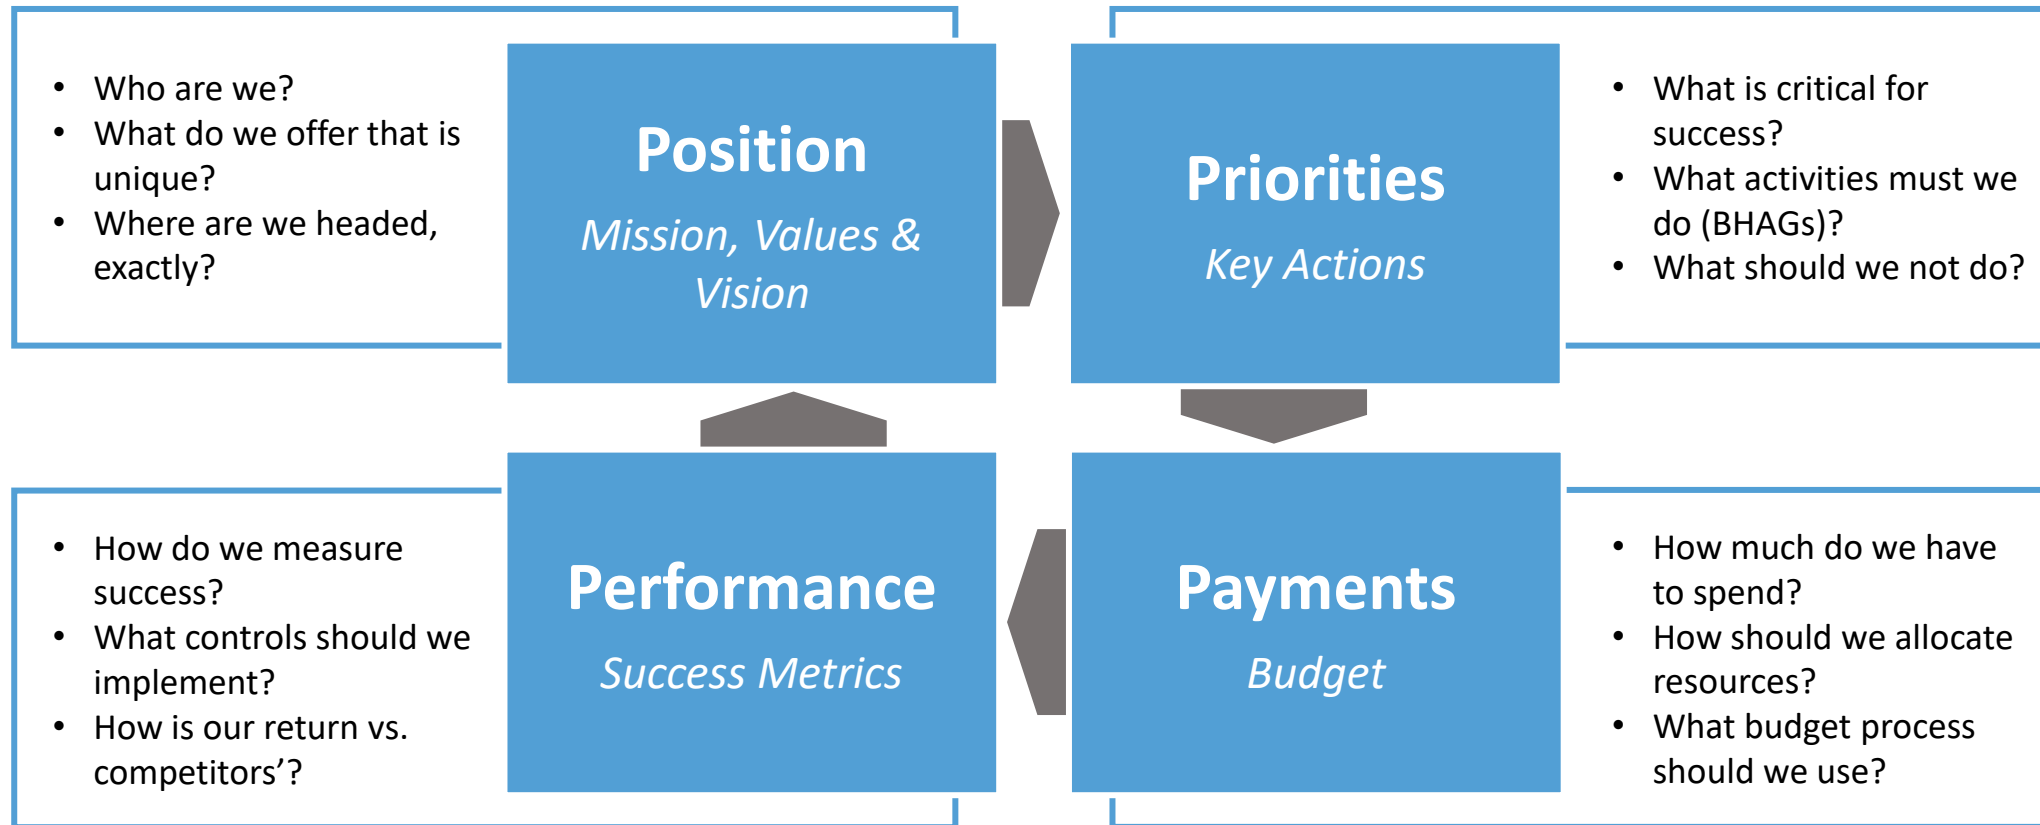 • Who are we?
• What do we offer that is
unique?
• Where are we headed,
exactly?
Position
Mission, Values &
Vision
Priorities
Key Actions
• What is critical for
success?
• What activities must we
do (BHAGs)?
• What should we not do?
• How do we measure
success?
• What controls should we
implement?
• How is our return vs.
competitors’?
Performance
Success Metrics
Payments
Budget
• How much do we have
to spend?
• How should we allocate
resources?
• What budget process
should we use?